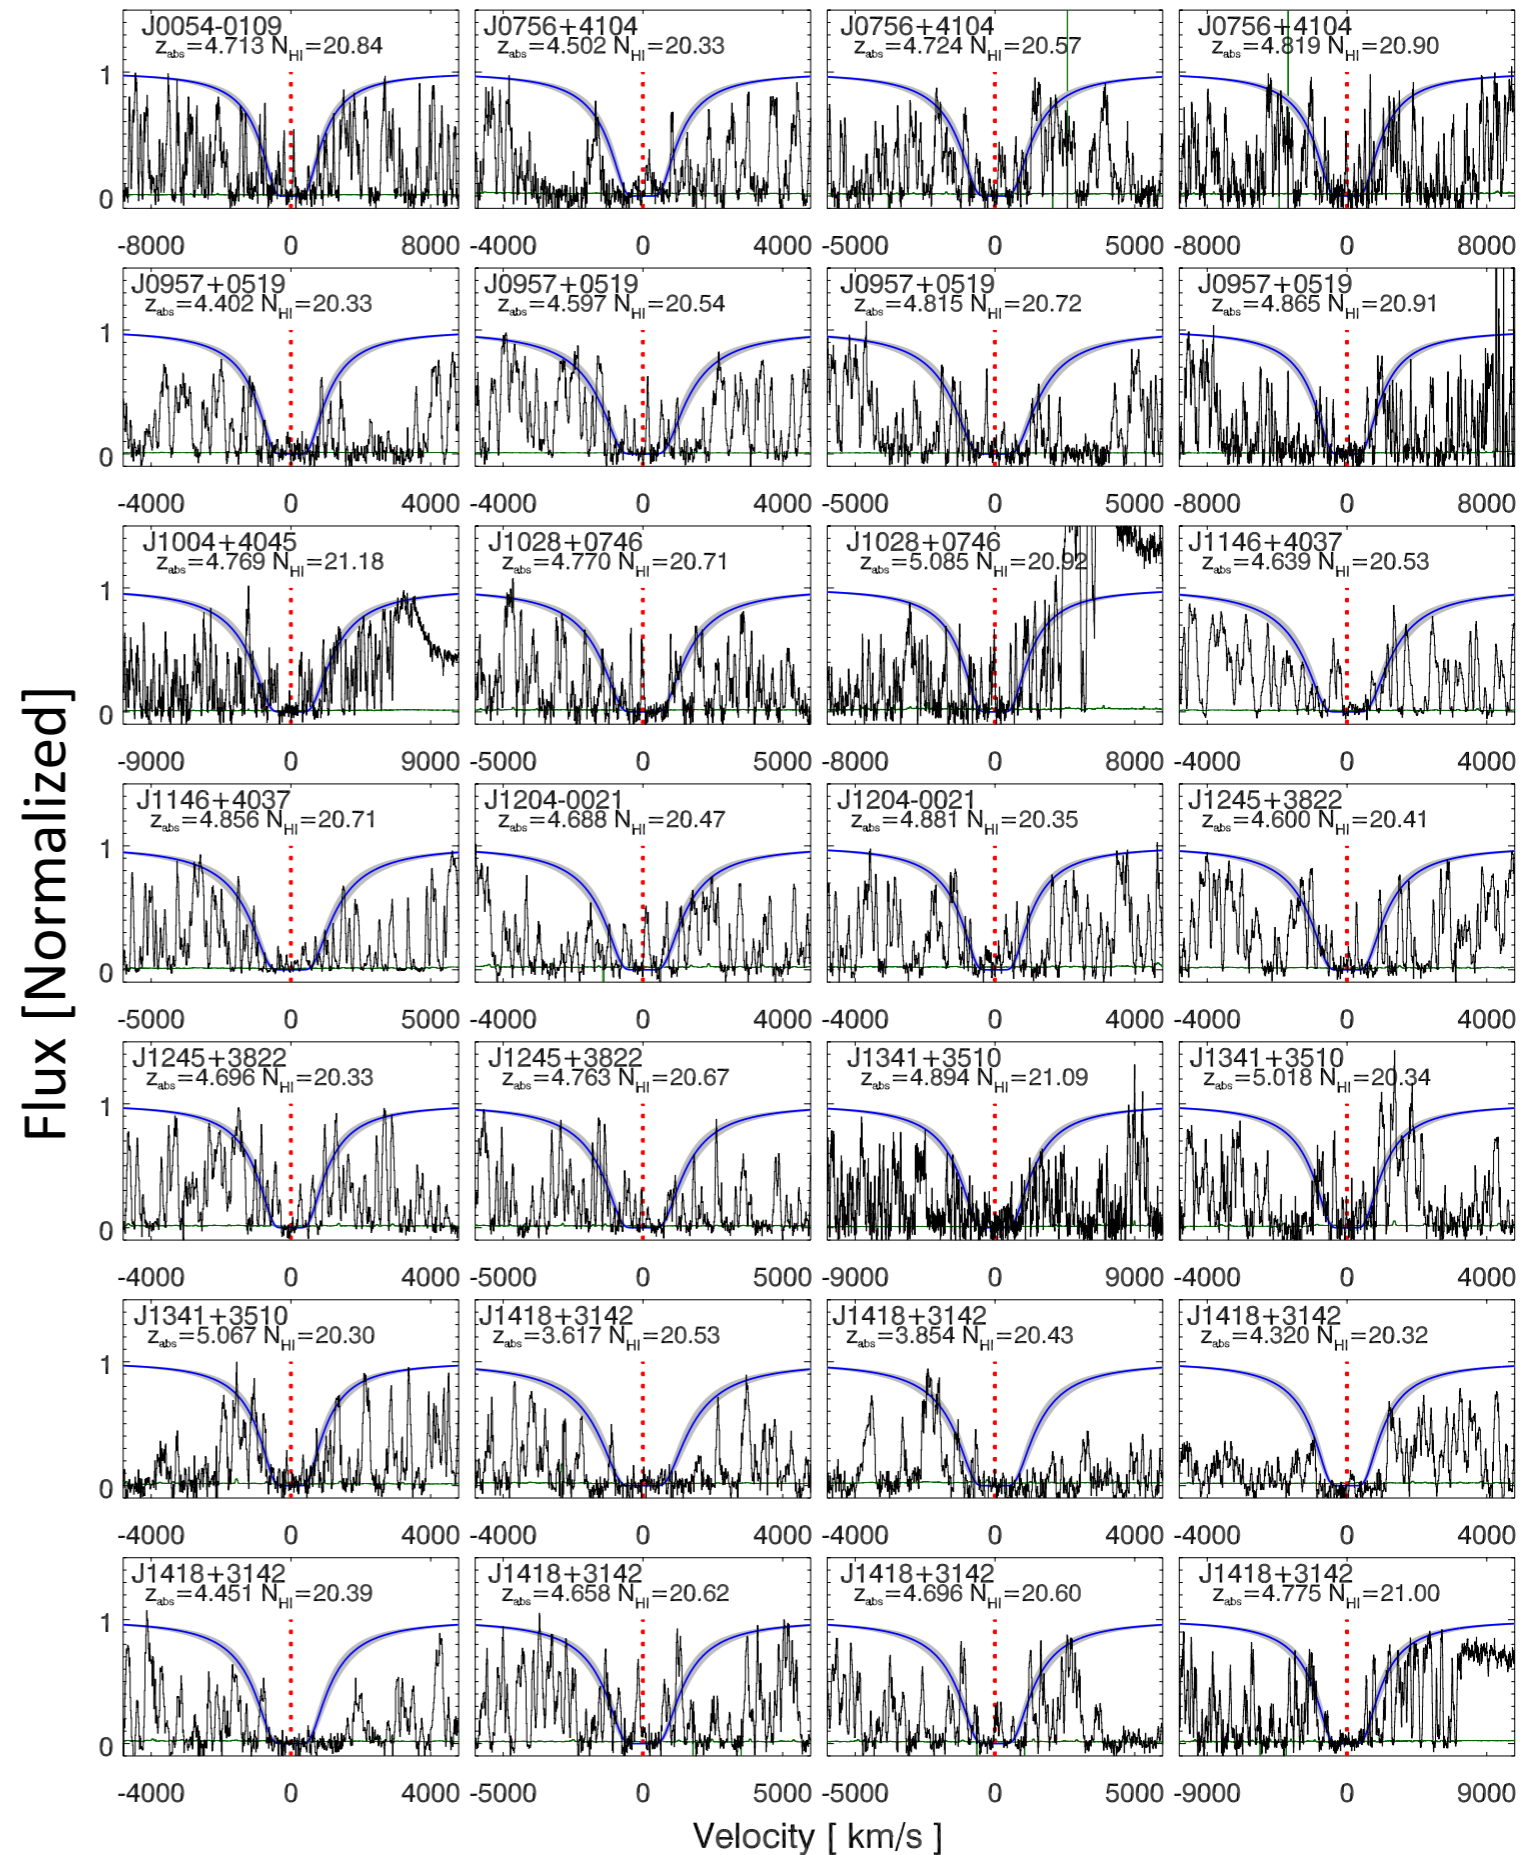 J0054-0109
z_abs=4.713 N_HI=20.84
J0756+4104
z_abs=4.502 N_HI=20.33
J0756+4104
z_abs=4.724 N_HI=20.57
J0756+4104
z_abs=4.819 N_HI=20.90
1
0
-8000 0 8000
-4000 0 4000
-5000 0 5000
-8000 0 8000
J0957+0519
z_abs=4.402 N_HI=20.33
J0957+0519
z_abs=4.597 N_HI=20.54
J0957+0519
z_abs=4.815 N_HI=20.72
J0957+0519
z_abs=4.865 N_HI=20.91
1
0
-4000 0 4000
-4000 0 4000
-5000 0 5000
-8000 0 8000
J1004+4045
z_abs=4.769 N_HI=21.18
J1028+0746
z_abs=4.770 N_HI=20.71
J1028+0746
z_abs=5.085 N_HI=20.92
J1146+4037
z_abs=4.639 N_HI=20.53
1
0
-9000 0 9000
-5000 0 5000
-8000 0 8000
-4000 0 4000
Flux [Normalized]
J1146+4037
z_abs=4.856 N_HI=20.71
J1204-0021
z_abs=4.688 N_HI=20.47
J1204-0021
z_abs=4.881 N_HI=20.35
J1245+3822
z_abs=4.600 N_HI=20.41
1
0
-5000 0 5000
-4000 0 4000
-4000 0 4000
-4000 0 4000
J1245+3822
z_abs=4.696 N_HI=20.33
J1245+3822
z_abs=4.763 N_HI=20.67
J1341+3510
z_abs=4.894 N_HI=21.09
J1341+3510
z_abs=5.018 N_HI=20.34
1
0
-4000 0 4000
-5000 0 5000
-9000 0 9000
-4000 0 4000
J1341+3510
z_abs=5.067 N_HI=20.30
J1418+3142
z_abs=3.617 N_HI=20.53
J1418+3142
z_abs=3.854 N_HI=20.43
J1418+3142
z_abs=4.320 N_HI=20.32
1
0
-4000 0 4000
-4000 0 4000
-4000 0 4000
-4000 0 4000
J1418+3142
z_abs=4.451 N_HI=20.39
J1418+3142
z_abs=4.658 N_HI=20.62
J1418+3142
z_abs=4.696 N_HI=20.60
J1418+3142
z_abs=4.775 N_HI=21.00
1
0
-4000 0 4000
-5000 0 5000
-5000 0 5000
-9000 0 9000
Velocity [ km/s ]